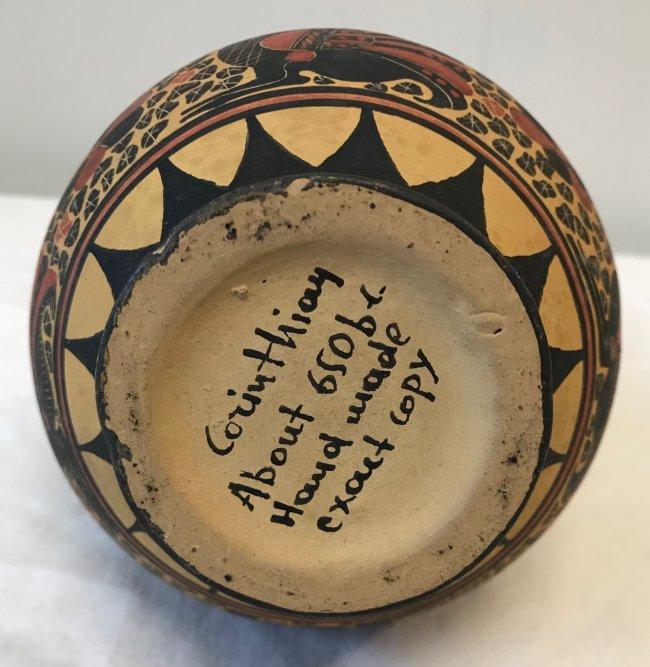 Corinthian
About 650 b.c.
Hand made
exact copy